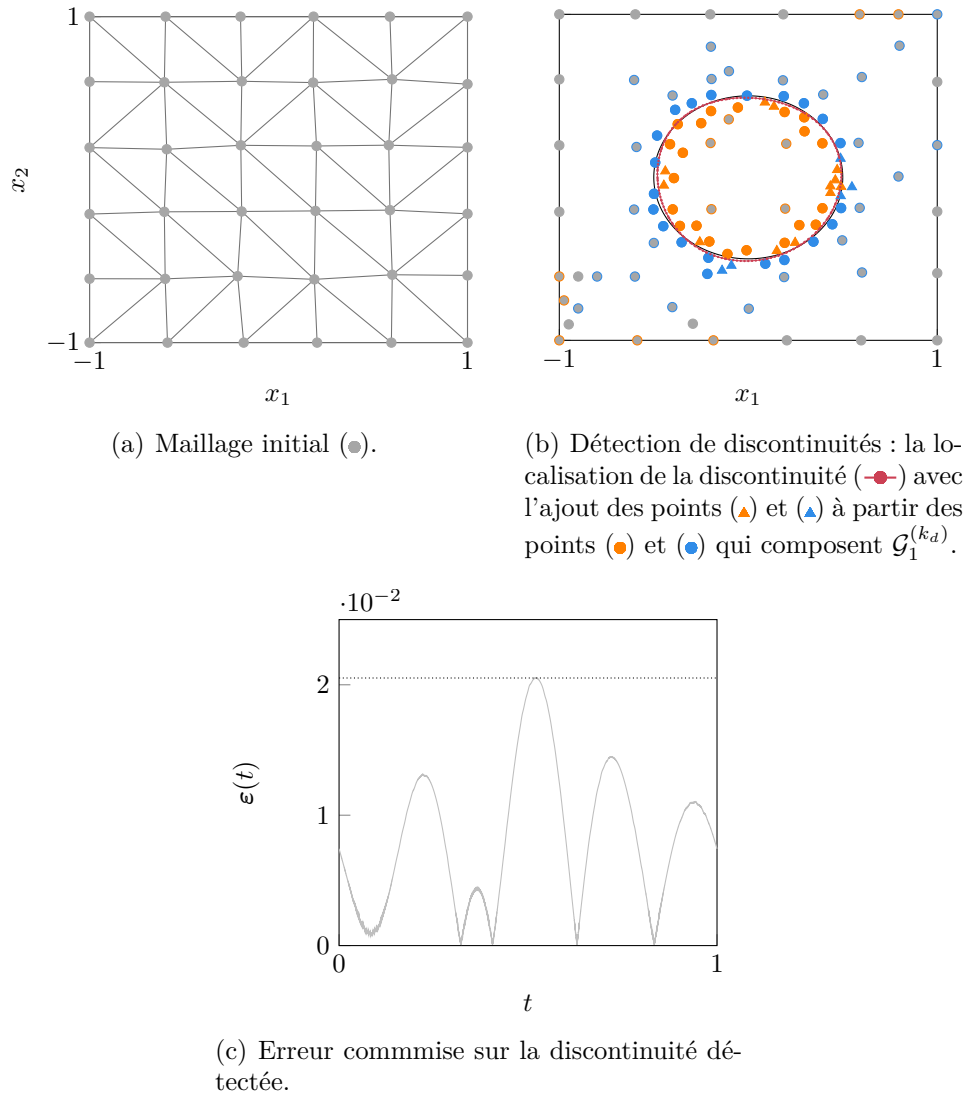 1
−1
x₂
−1
1
x₁
−1
1
x₁
(a) Maillage initial (●).
(b) Détection de discontinuités : la lo-
calisation de la discontinuité (●) avec
l'ajout des points (▲) et (▲) à partir des
points (●) et (●) qui composent 𝒢₁^(k_d).
·10⁻²
2
1
0
ε(t)
0
1
t
(c) Erreur commmise sur la discontinuité dé-
tectée.